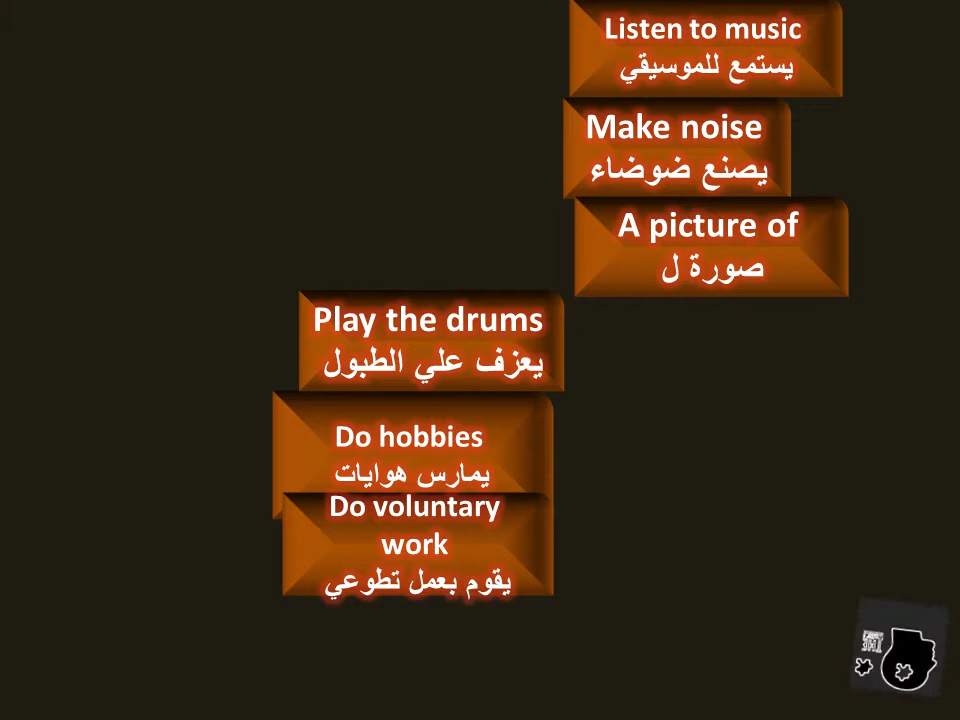 Listen to music
يستمع للموسيقي
Make noise
يصنع ضوضاء
A picture of
صورة ل
Play the drums
يعزف علي الطبول
Do hobbies
يمارس هوايات
Do voluntary
work
يقوم بعمل تطوعي
THE